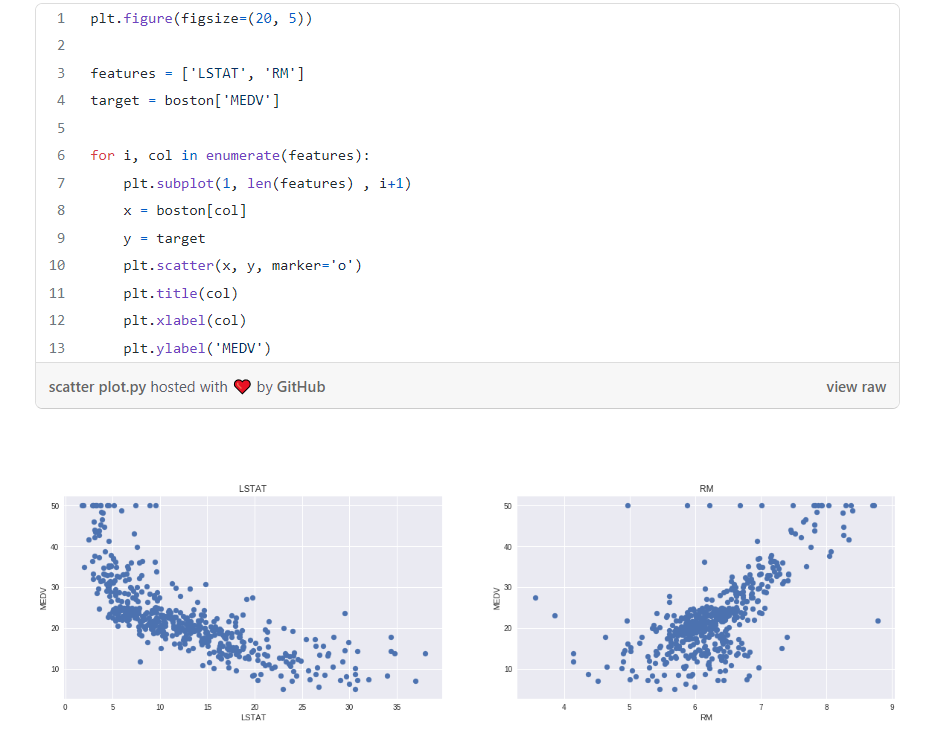 1 plt.figure(figsize=(20, 5))
2
3 features = ['LSTAT', 'RM']
4 target = boston['MEDV']
5
6 for i, col in enumerate(features):
7     plt.subplot(1, len(features) , i+1)
8     x = boston[col]
9     y = target
10     plt.scatter(x, y, marker='o')
11     plt.title(col)
12     plt.xlabel(col)
13     plt.ylabel('MEDV')
scatter plot.py hosted with ❤ by GitHub view raw
LSTAT
50
40
30
20
10
MEDV
0 5 10 15 20 25 30 35
LSTAT
RM
50
40
30
20
10
MEDV
4 5 6 7 8 9
RM